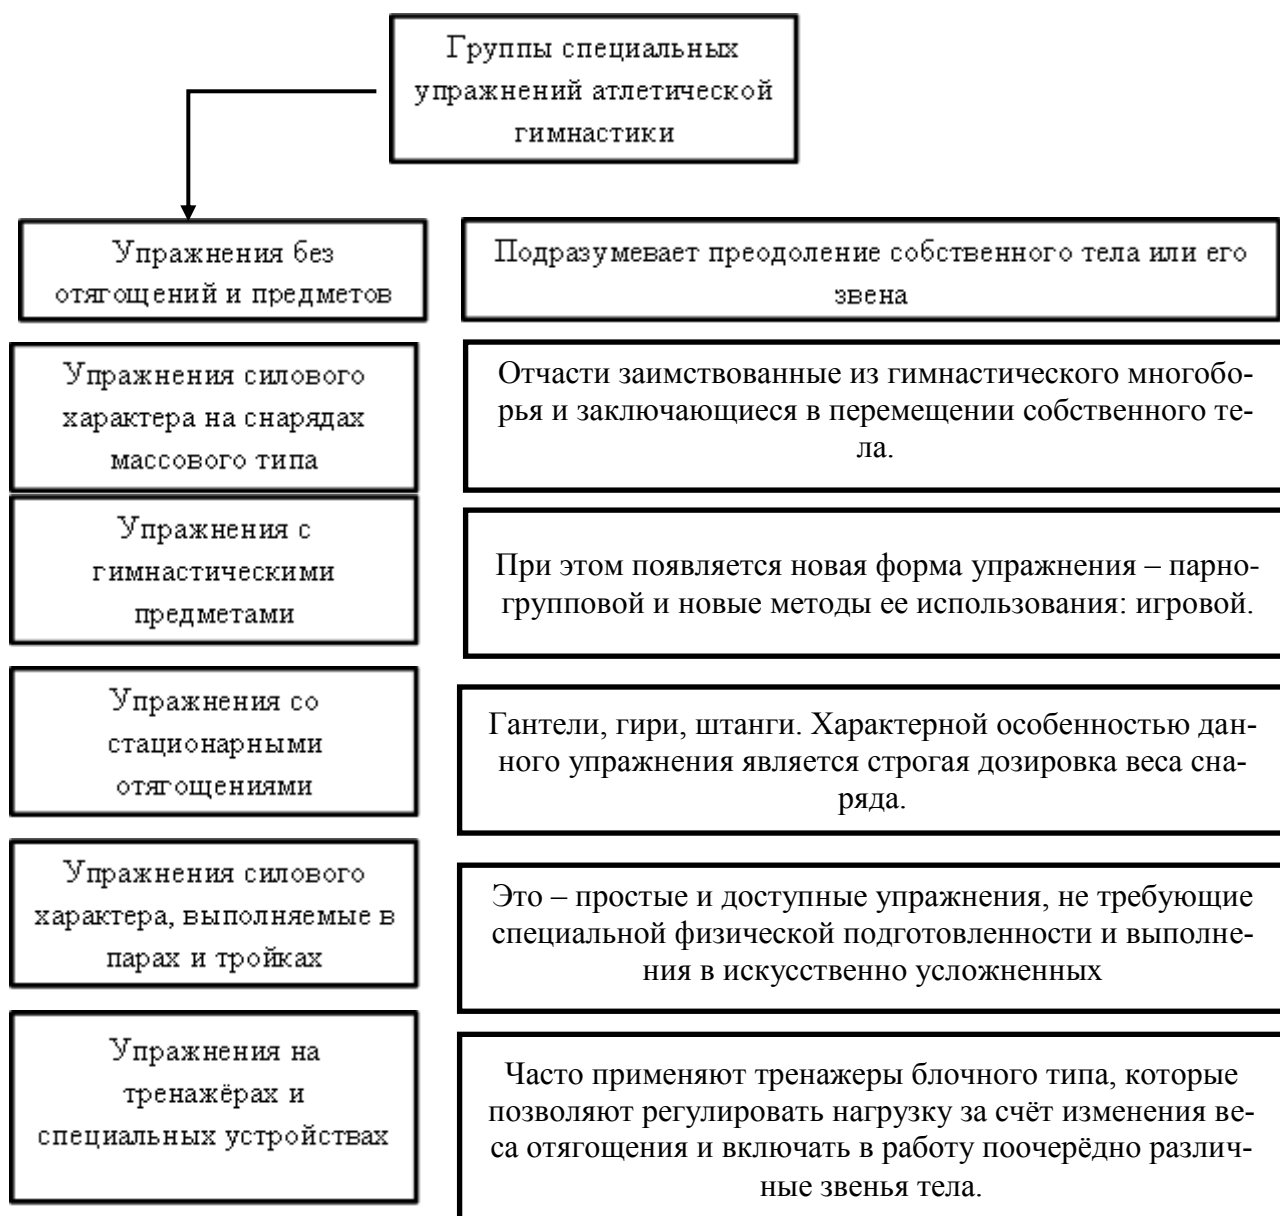 Группы специальных
упражнений атлетической
гимнастики
Упражнения без
отягощений и предметов
Подразумевает преодоление собственного тела или его
звена
Упражнения силового
характера на снарядах
массового типа
Отчасти заимствованные из гимнастического многобо-
рья и заключающиеся в перемещении собственного те-
ла.
Упражнения с
гимнастическими
предметами
При этом появляется новая форма упражнения – парно-
групповой и новые методы ее использования: игровой.
Упражнения со
стационарными
отягощениями
Гантели, гири, штанги. Характерной особенностью дан-
ного упражнения является строгая дозировка веса сна-
ряда.
Упражнения силового
характера, выполняемые в
парах и тройках
Это – простые и доступные упражнения, не требующие
специальной физической подготовленности и выполне-
ния в искусственно усложненных
Упражнения на
тренажёрах и
специальных устройствах
Часто применяют тренажеры блочного типа, которые
позволяют регулировать нагрузку за счёт изменения ве-
са отягощения и включать в работу поочерёдно различ-
ные звенья тела.